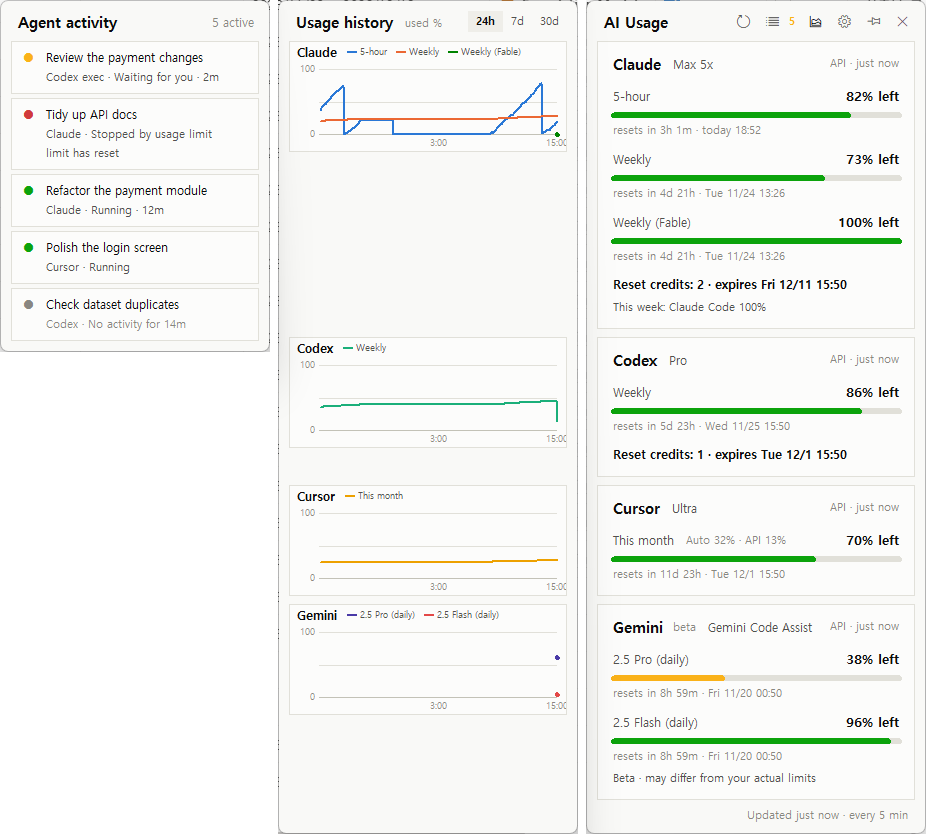 Agent activity 5 active
Review the payment changes
Codex exec · Waiting for you · 2m
Tidy up API docs
Claude · Stopped by usage limit
limit has reset
Refactor the payment module
Claude · Running · 12m
Polish the login screen
Cursor · Running
Check dataset duplicates
Codex · No activity for 14m
Usage history used % 24h 7d 30d
Claude 5-hour Weekly Weekly (Fable)
100
0
3:00 15:00
Codex Weekly
100
0
3:00 15:00
Cursor This month
100
0
3:00 15:00
Gemini 2.5 Pro (daily) 2.5 Flash (daily)
100
0
3:00 15:00
AI Usage 5
Claude Max 5x API · just now
5-hour 82% left
resets in 3h 1m · today 18:52
Weekly 73% left
resets in 4d 21h · Tue 11/24 13:26
Weekly (Fable) 100% left
resets in 4d 21h · Tue 11/24 13:26
Reset credits: 2 · expires Fri 12/11 15:50
This week: Claude Code 100%
Codex Pro API · just now
Weekly 86% left
resets in 5d 23h · Wed 11/25 15:50
Reset credits: 1 · expires Tue 12/1 15:50
Cursor Ultra API · just now
This month Auto 32% · API 13% 70% left
resets in 11d 23h · Tue 12/1 15:50
Gemini beta Gemini Code Assist API · just now
2.5 Pro (daily) 38% left
resets in 8h 59m · Fri 11/20 00:50
2.5 Flash (daily) 96% left
resets in 8h 59m · Fri 11/20 00:50
Beta · may differ from your actual limits
Updated just now · every 5 min